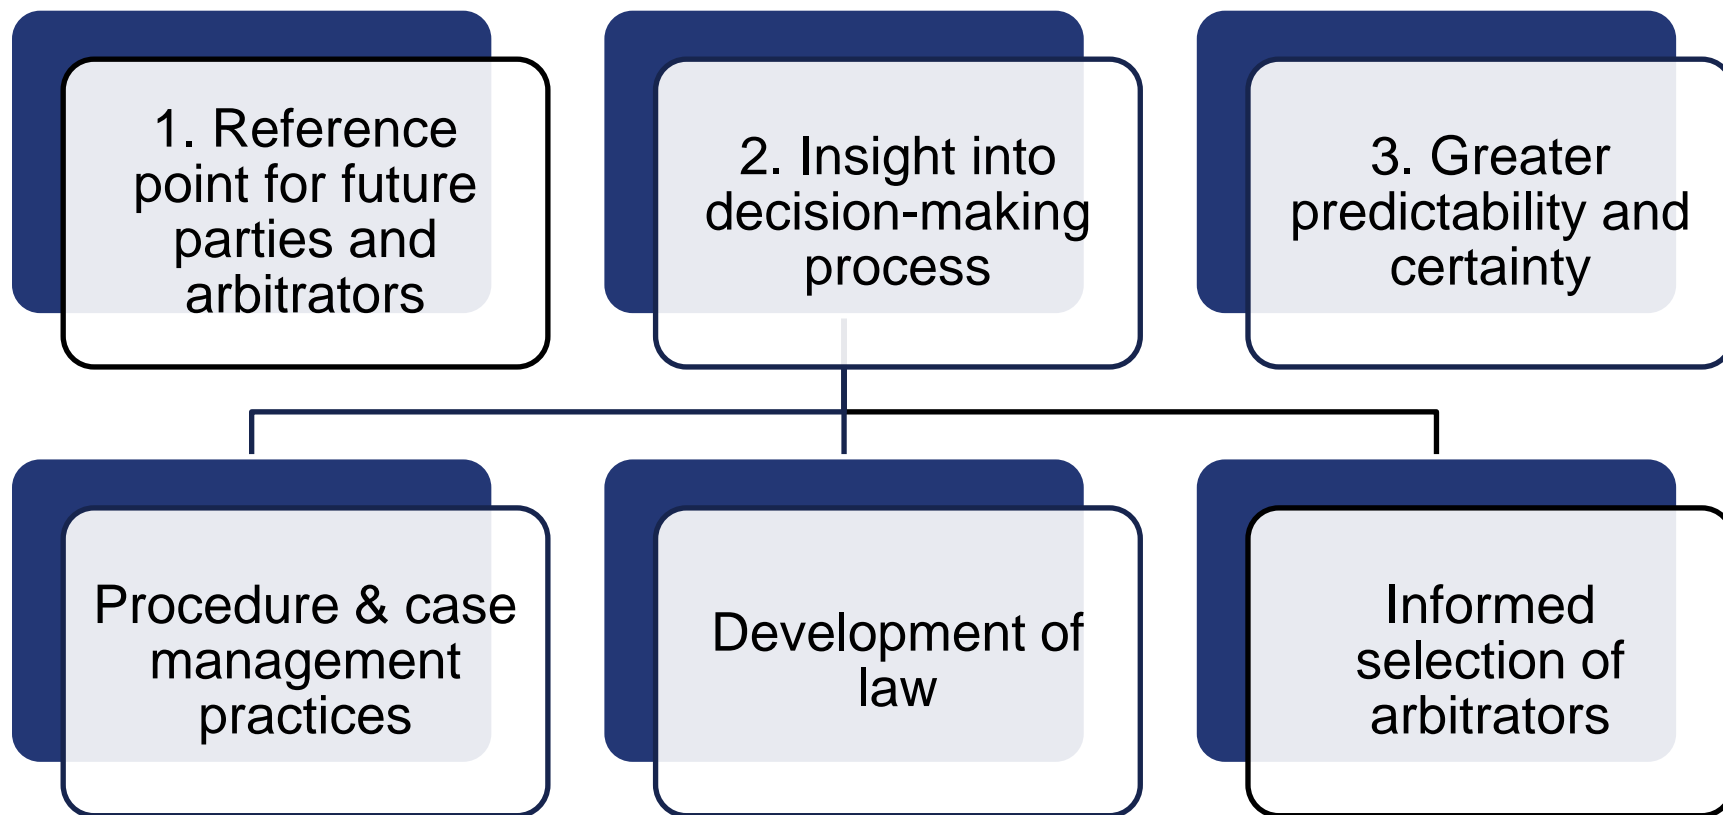 1. Reference
point for future
parties and
arbitrators
2. Insight into
decision-making
process
3. Greater
predictability and
certainty
Procedure & case
management
practices
Development of
law
Informed
selection of
arbitrators